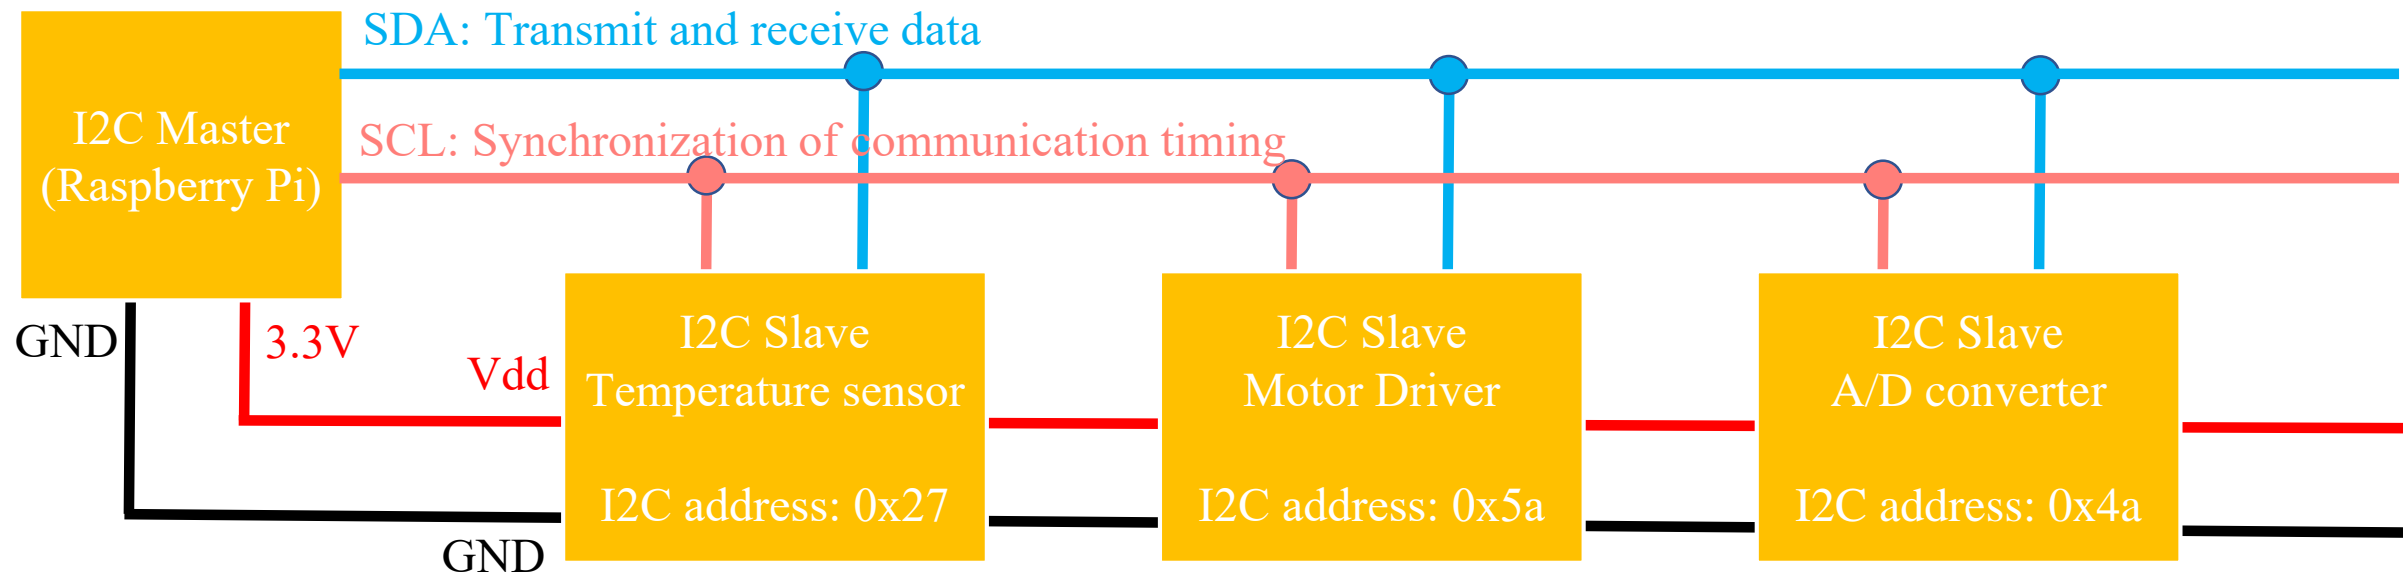 SDA: Transmit and receive data
I2C Master
(Raspberry Pi)
SCL: Synchronization of communication timing
GND
3.3V
Vdd
GND
I2C Slave
Temperature sensor
I2C address: 0x27
I2C Slave
Motor Driver
I2C address: 0x5a
I2C Slave
A/D converter
I2C address: 0x4a